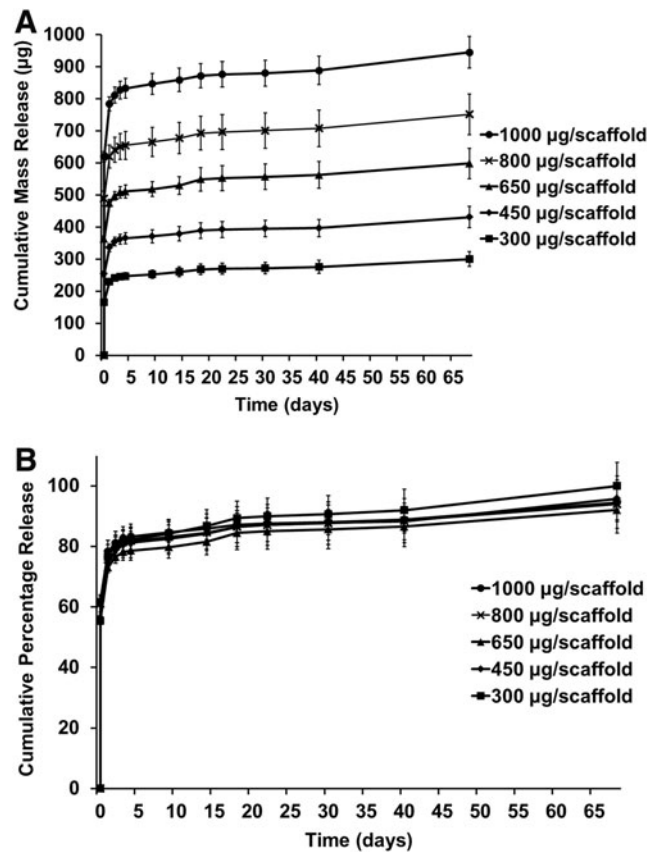 A
Cumulative Mass Release (µg)
1000
900
800
700
600
500
400
300
200
100
0
0 5 10 15 20 25 30 35 40 45 50 55 60 65
Time (days)
1000 µg/scaffold
800 µg/scaffold
650 µg/scaffold
450 µg/scaffold
300 µg/scaffold
B
Cumulative Percentage Release
100
80
60
40
20
0
0 5 10 15 20 25 30 35 40 45 50 55 60 65
Time (days)
1000 µg/scaffold
800 µg/scaffold
650 µg/scaffold
450 µg/scaffold
300 µg/scaffold